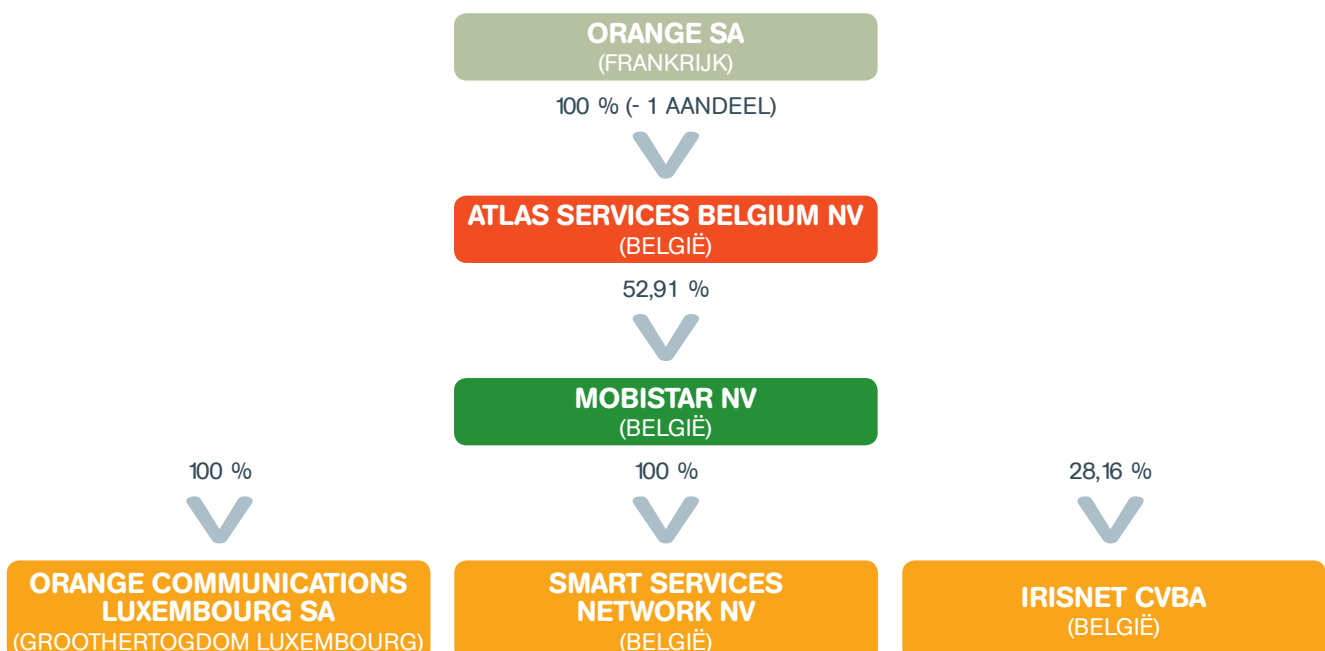 ORANGE SA
(FRANKRIJK)
100 % (- 1 AANDEEL)
ATLAS SERVICES BELGIUM NV
(BELGIË)
52,91 %
MOBISTAR NV
(BELGIË)
100 %
100 %
28,16 %
ORANGE COMMUNICATIONS
LUXEMBOURG SA
(GROOTHERTOGDOM LUXEMBOURG)
SMART SERVICES
NETWORK NV
(BELGIË)
IRISNET CVBA
(BELGIË)